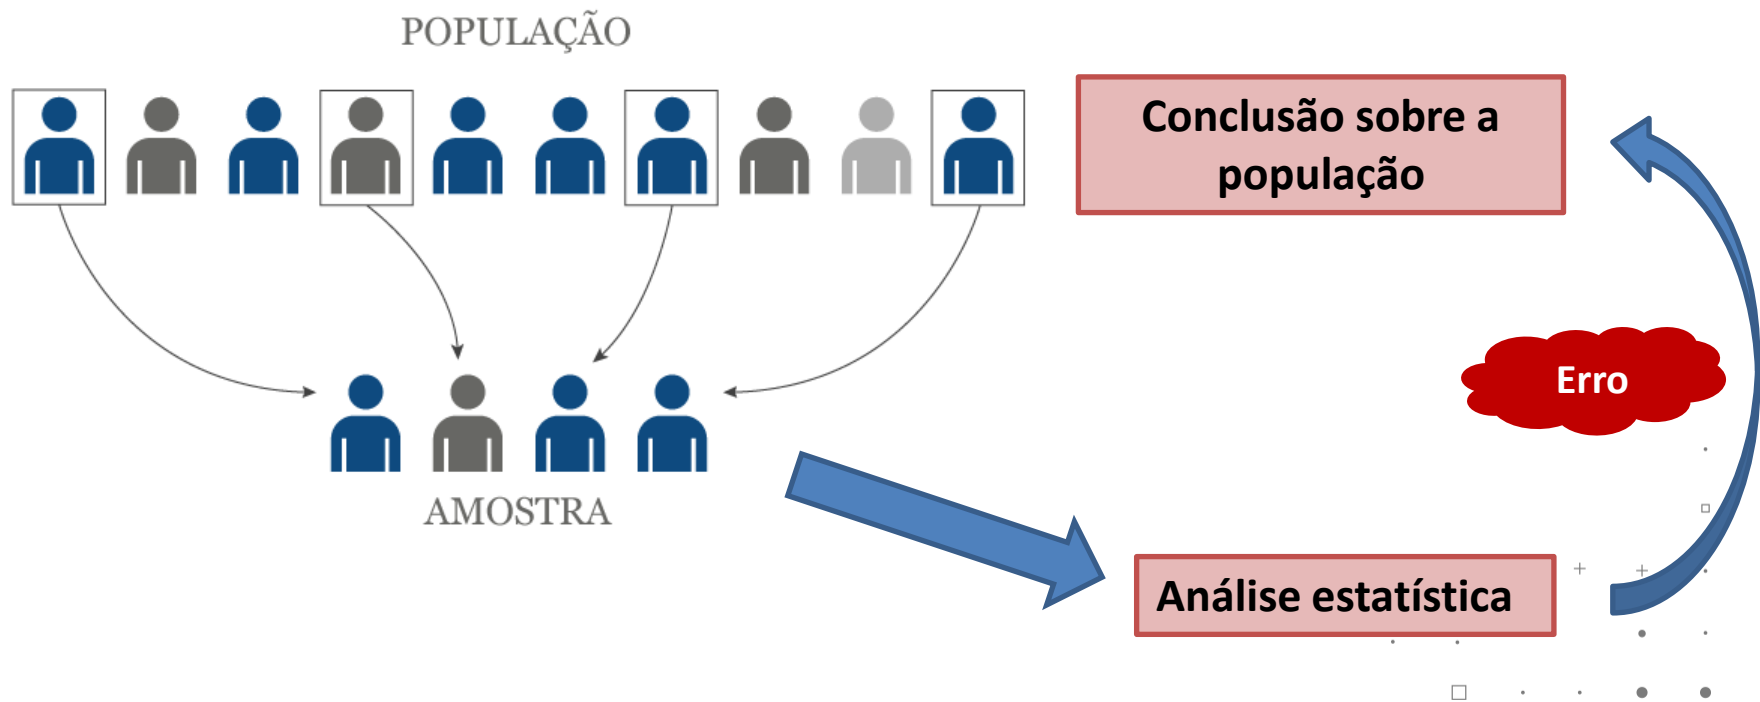 POPULAÇÃO
Conclusão sobre a
população
Erro
AMOSTRA
Análise estatística